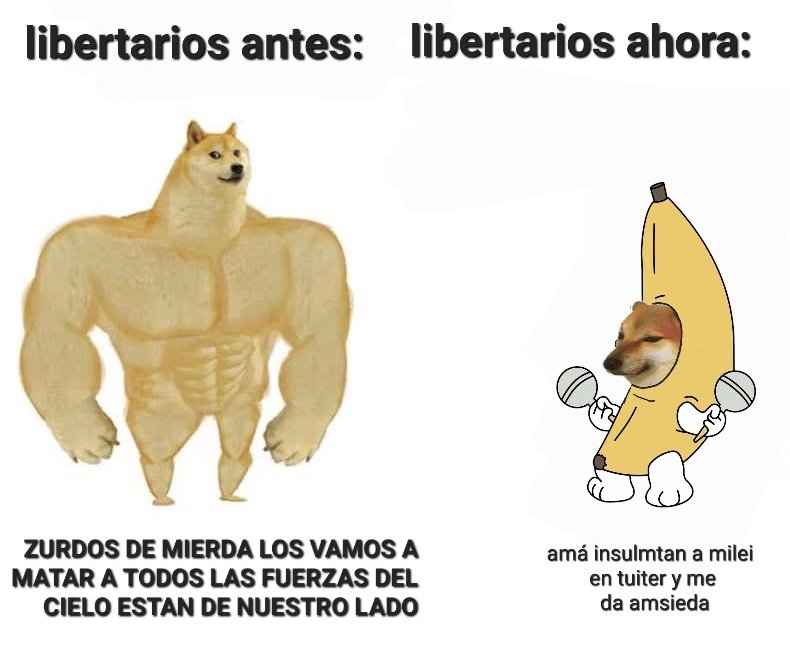 libertarios antes:
libertarios ahora:
ZURDOS DE MIERDA LOS VAMOS A
MATAR A TODOS LAS FUERZAS DEL
CIELO ESTAN DE NUESTRO LADO
amá insulmtan a milei
en tuiter y me
da amsieda